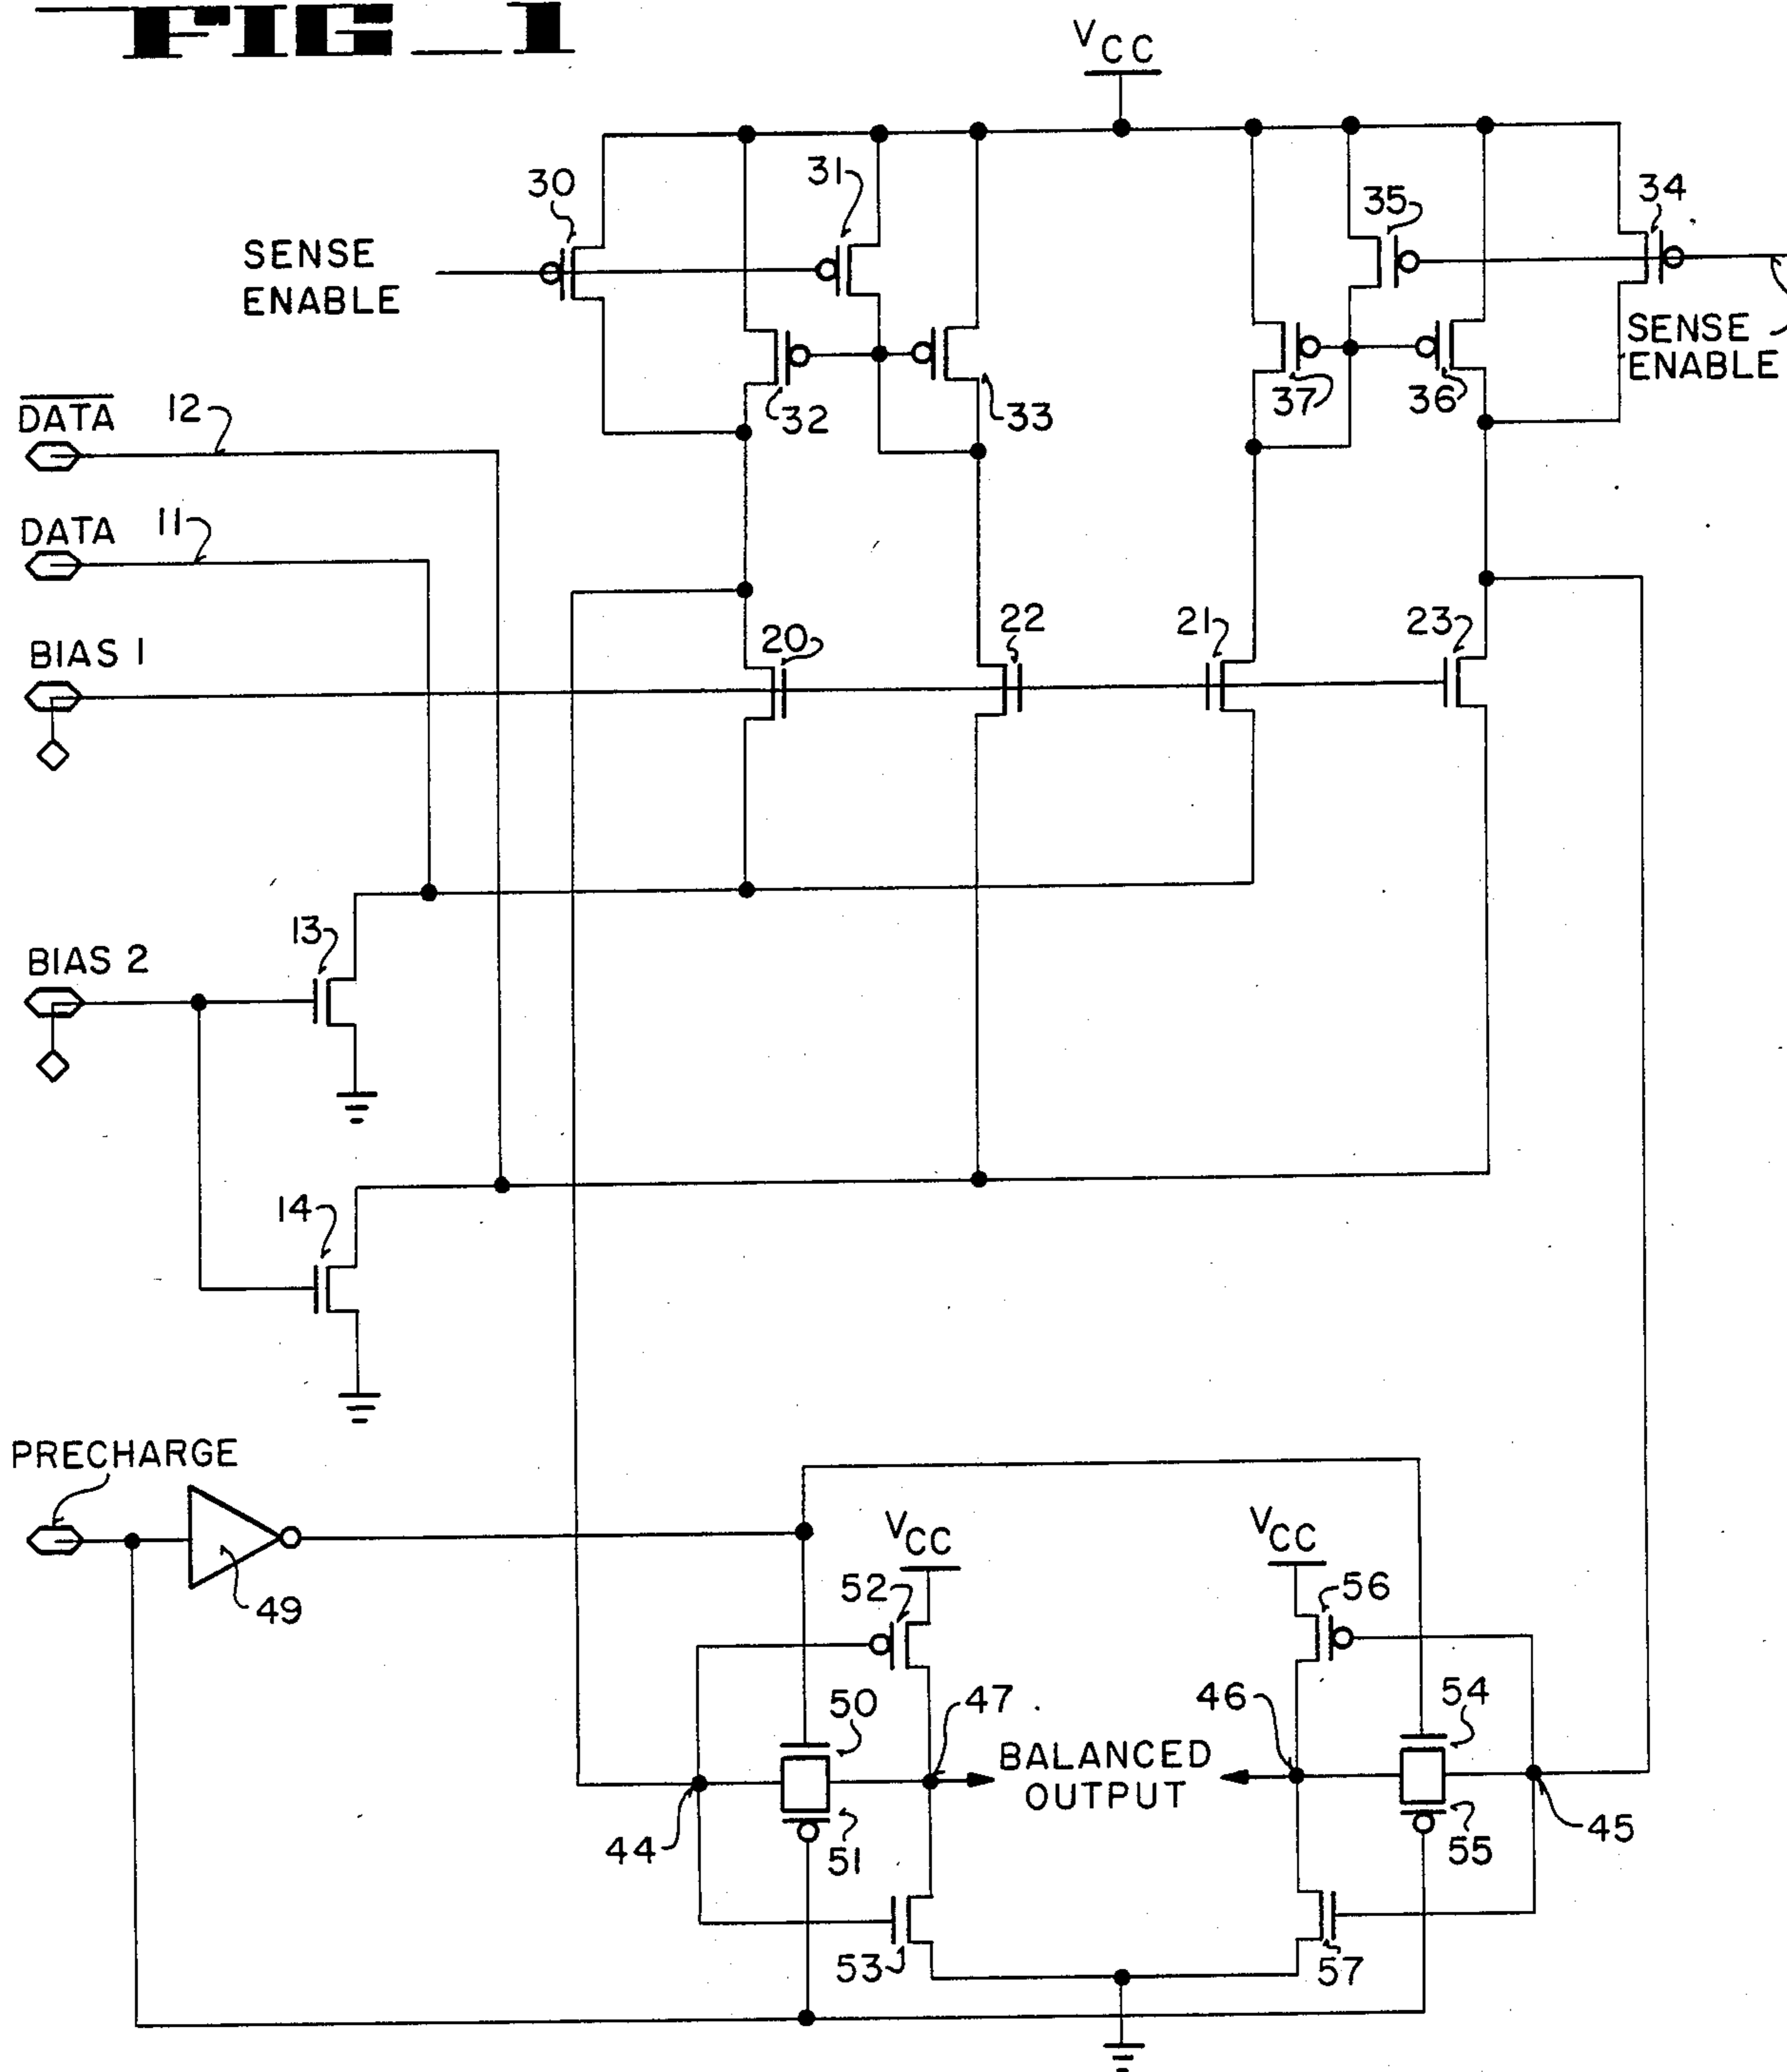 FIG_1
VCC
30
31
35
34
SENSE
ENABLE
SENSE
ENABLE
32
33
37
36
DATA
12
DATA
11
BIAS 1
20
22
21
23
BIAS 2
13
14
PRECHARGE
49
VCC
VCC
52
56
50
47
46
54
BALANCED
OUTPUT
44
51
55
45
53
57